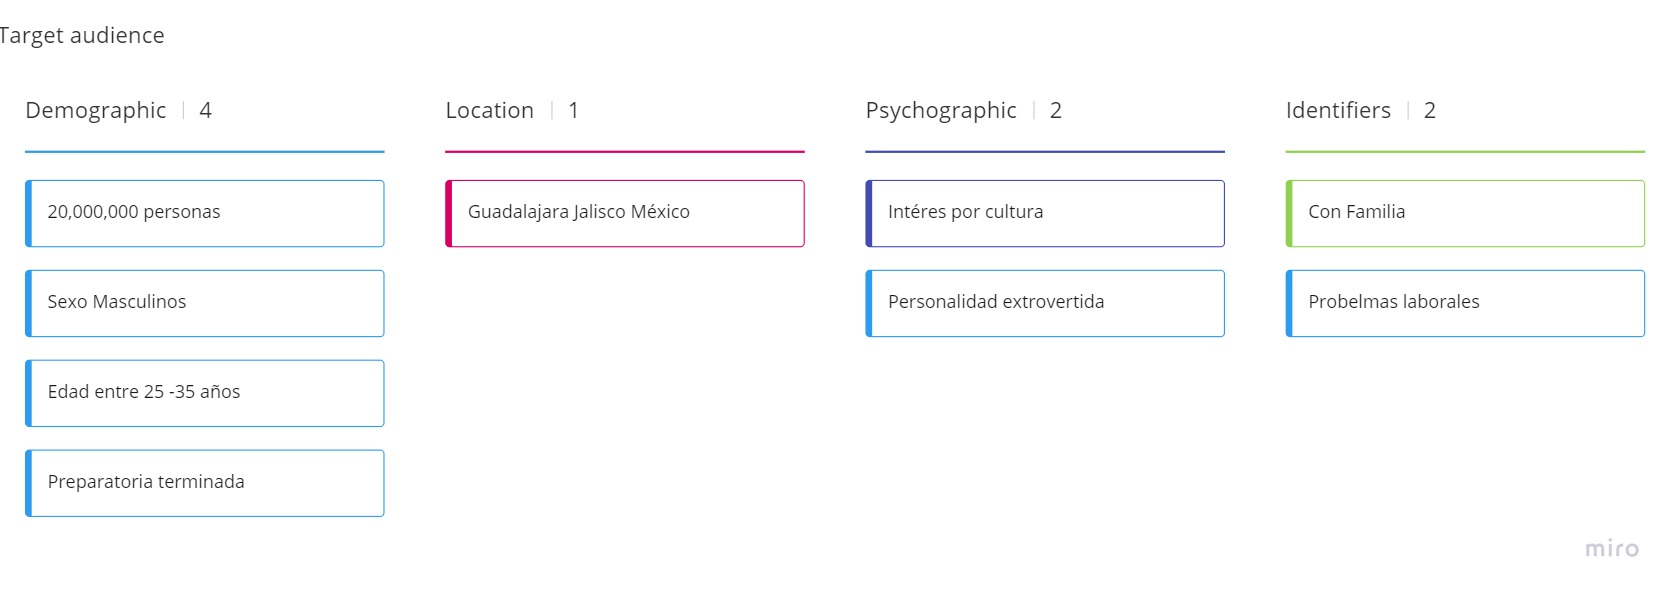 Target audience
Demographic | 4
20,000,000 personas
Sexo Masculinos
Edad entre 25 -35 años
Preparatoria terminada
Location | 1
Guadalajara Jalisco México
Psychographic | 2
Intéres por cultura
Personalidad extrovertida
Identifiers | 2
Con Familia
Probelmas laborales
miro